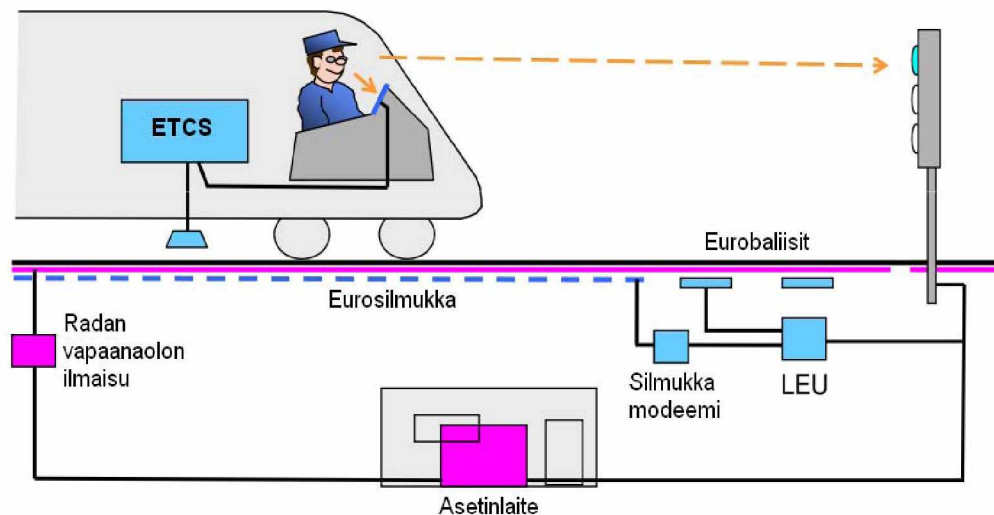 ETCS
Eurobaliisit
Eurosilmukka
Radan
vapaanaolon
ilmaisu
Silmukka
modeemi
LEU
Asetinlaite